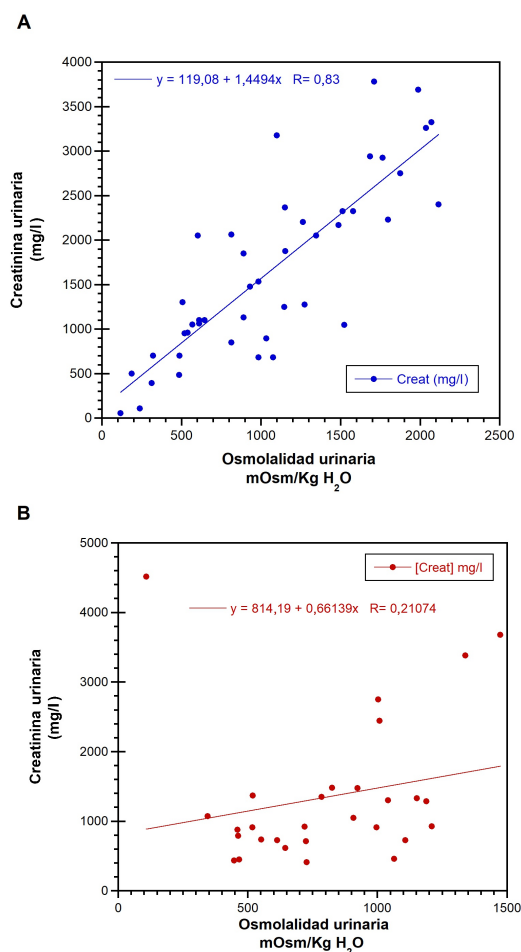 A
y = 119,08 + 1,4494x R= 0,83
4000
3500
3000
2500
2000
1500
1000
500
0
Creatinina urinaria
(mg/l)
Creat (mg/l)
0 500 1000 1500 2000 2500
Osmolalidad urinaria
mOsm/Kg H2O
B
5000
4000
3000
2000
1000
0
Creatinina urinaria
(mg/l)
[Creat] mg/l
y = 814,19 + 0,66139x R= 0,21074
0 500 1000 1500
Osmolalidad urinaria
mOsm/Kg H2O